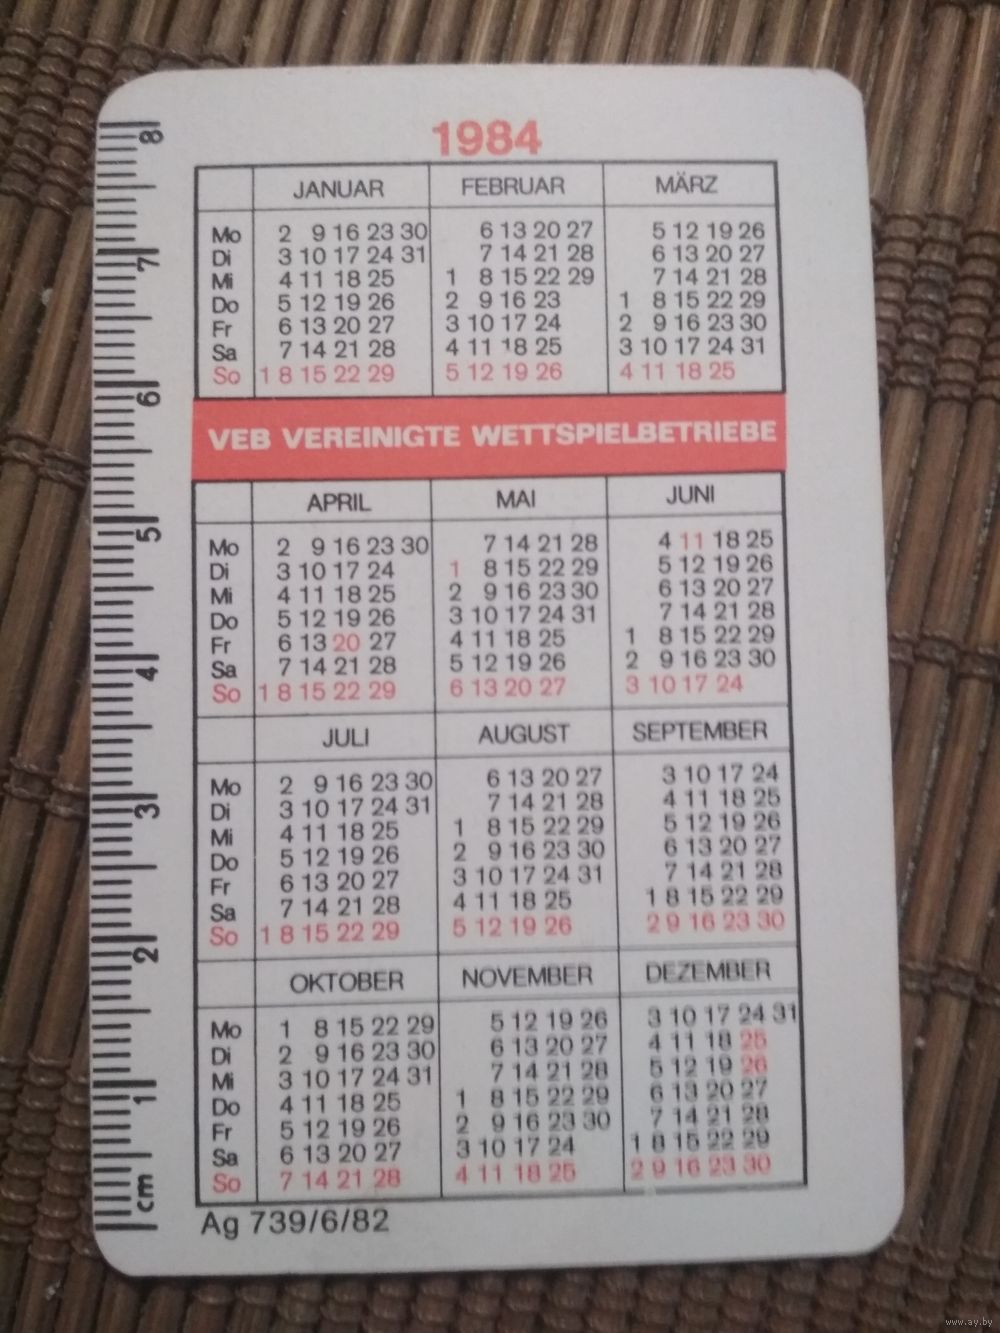 1984
JANUAR FEBRUAR MÄRZ
Mo 2 9 16 23 30 6 13 20 27 5 12 19 26
Di 3 10 17 24 31 7 14 21 28 6 13 20 27
Mi 4 11 18 25 1 8 15 22 29 7 14 21 28
Do 5 12 19 26 2 9 16 23 1 8 15 22 29
Fr 6 13 20 27 3 10 17 24 2 9 16 23 30
Sa 7 14 21 28 4 11 18 25 3 10 17 24 31
So 1 8 15 22 29 5 12 19 26 4 11 18 25
VEB VEREINIGTE WETTSPIELBETRIEBE
APRIL MAI JUNI
Mo 2 9 16 23 30 7 14 21 28 4 11 18 25
Di 3 10 17 24 1 8 15 22 29 5 12 19 26
Mi 4 11 18 25 2 9 16 23 30 6 13 20 27
Do 5 12 19 26 3 10 17 24 31 7 14 21 28
Fr 6 13 20 27 4 11 18 25 1 8 15 22 29
Sa 7 14 21 28 5 12 19 26 2 9 16 23 30
So 1 8 15 22 29 6 13 20 27 3 10 17 24
JULI AUGUST SEPTEMBER
Mo 2 9 16 23 30 6 13 20 27 3 10 17 24
Di 3 10 17 24 31 7 14 21 28 4 11 18 25
Mi 4 11 18 25 1 8 15 22 29 5 12 19 26
Do 5 12 19 26 2 9 16 23 30 6 13 20 27
Fr 6 13 20 27 3 10 17 24 31 7 14 21 28
Sa 7 14 21 28 4 11 18 25 1 8 15 22 29
So 1 8 15 22 29 5 12 19 26 2 9 16 23 30
OKTOBER NOVEMBER DEZEMBER
Mo 1 8 15 22 29 5 12 19 26 3 10 17 24 31
Di 2 9 16 23 30 6 13 20 27 4 11 18 25
Mi 3 10 17 24 31 7 14 21 28 5 12 19 26
Do 4 11 18 25 1 8 15 22 29 6 13 20 27
Fr 5 12 19 26 2 9 16 23 30 7 14 21 28
Sa 6 13 20 27 3 10 17 24 1 8 15 22 29
So 7 14 21 28 4 11 18 25 2 9 16 23 30
Ag 739/6/82
8
7
6
5
4
3
2
1
cm
www.ay.by